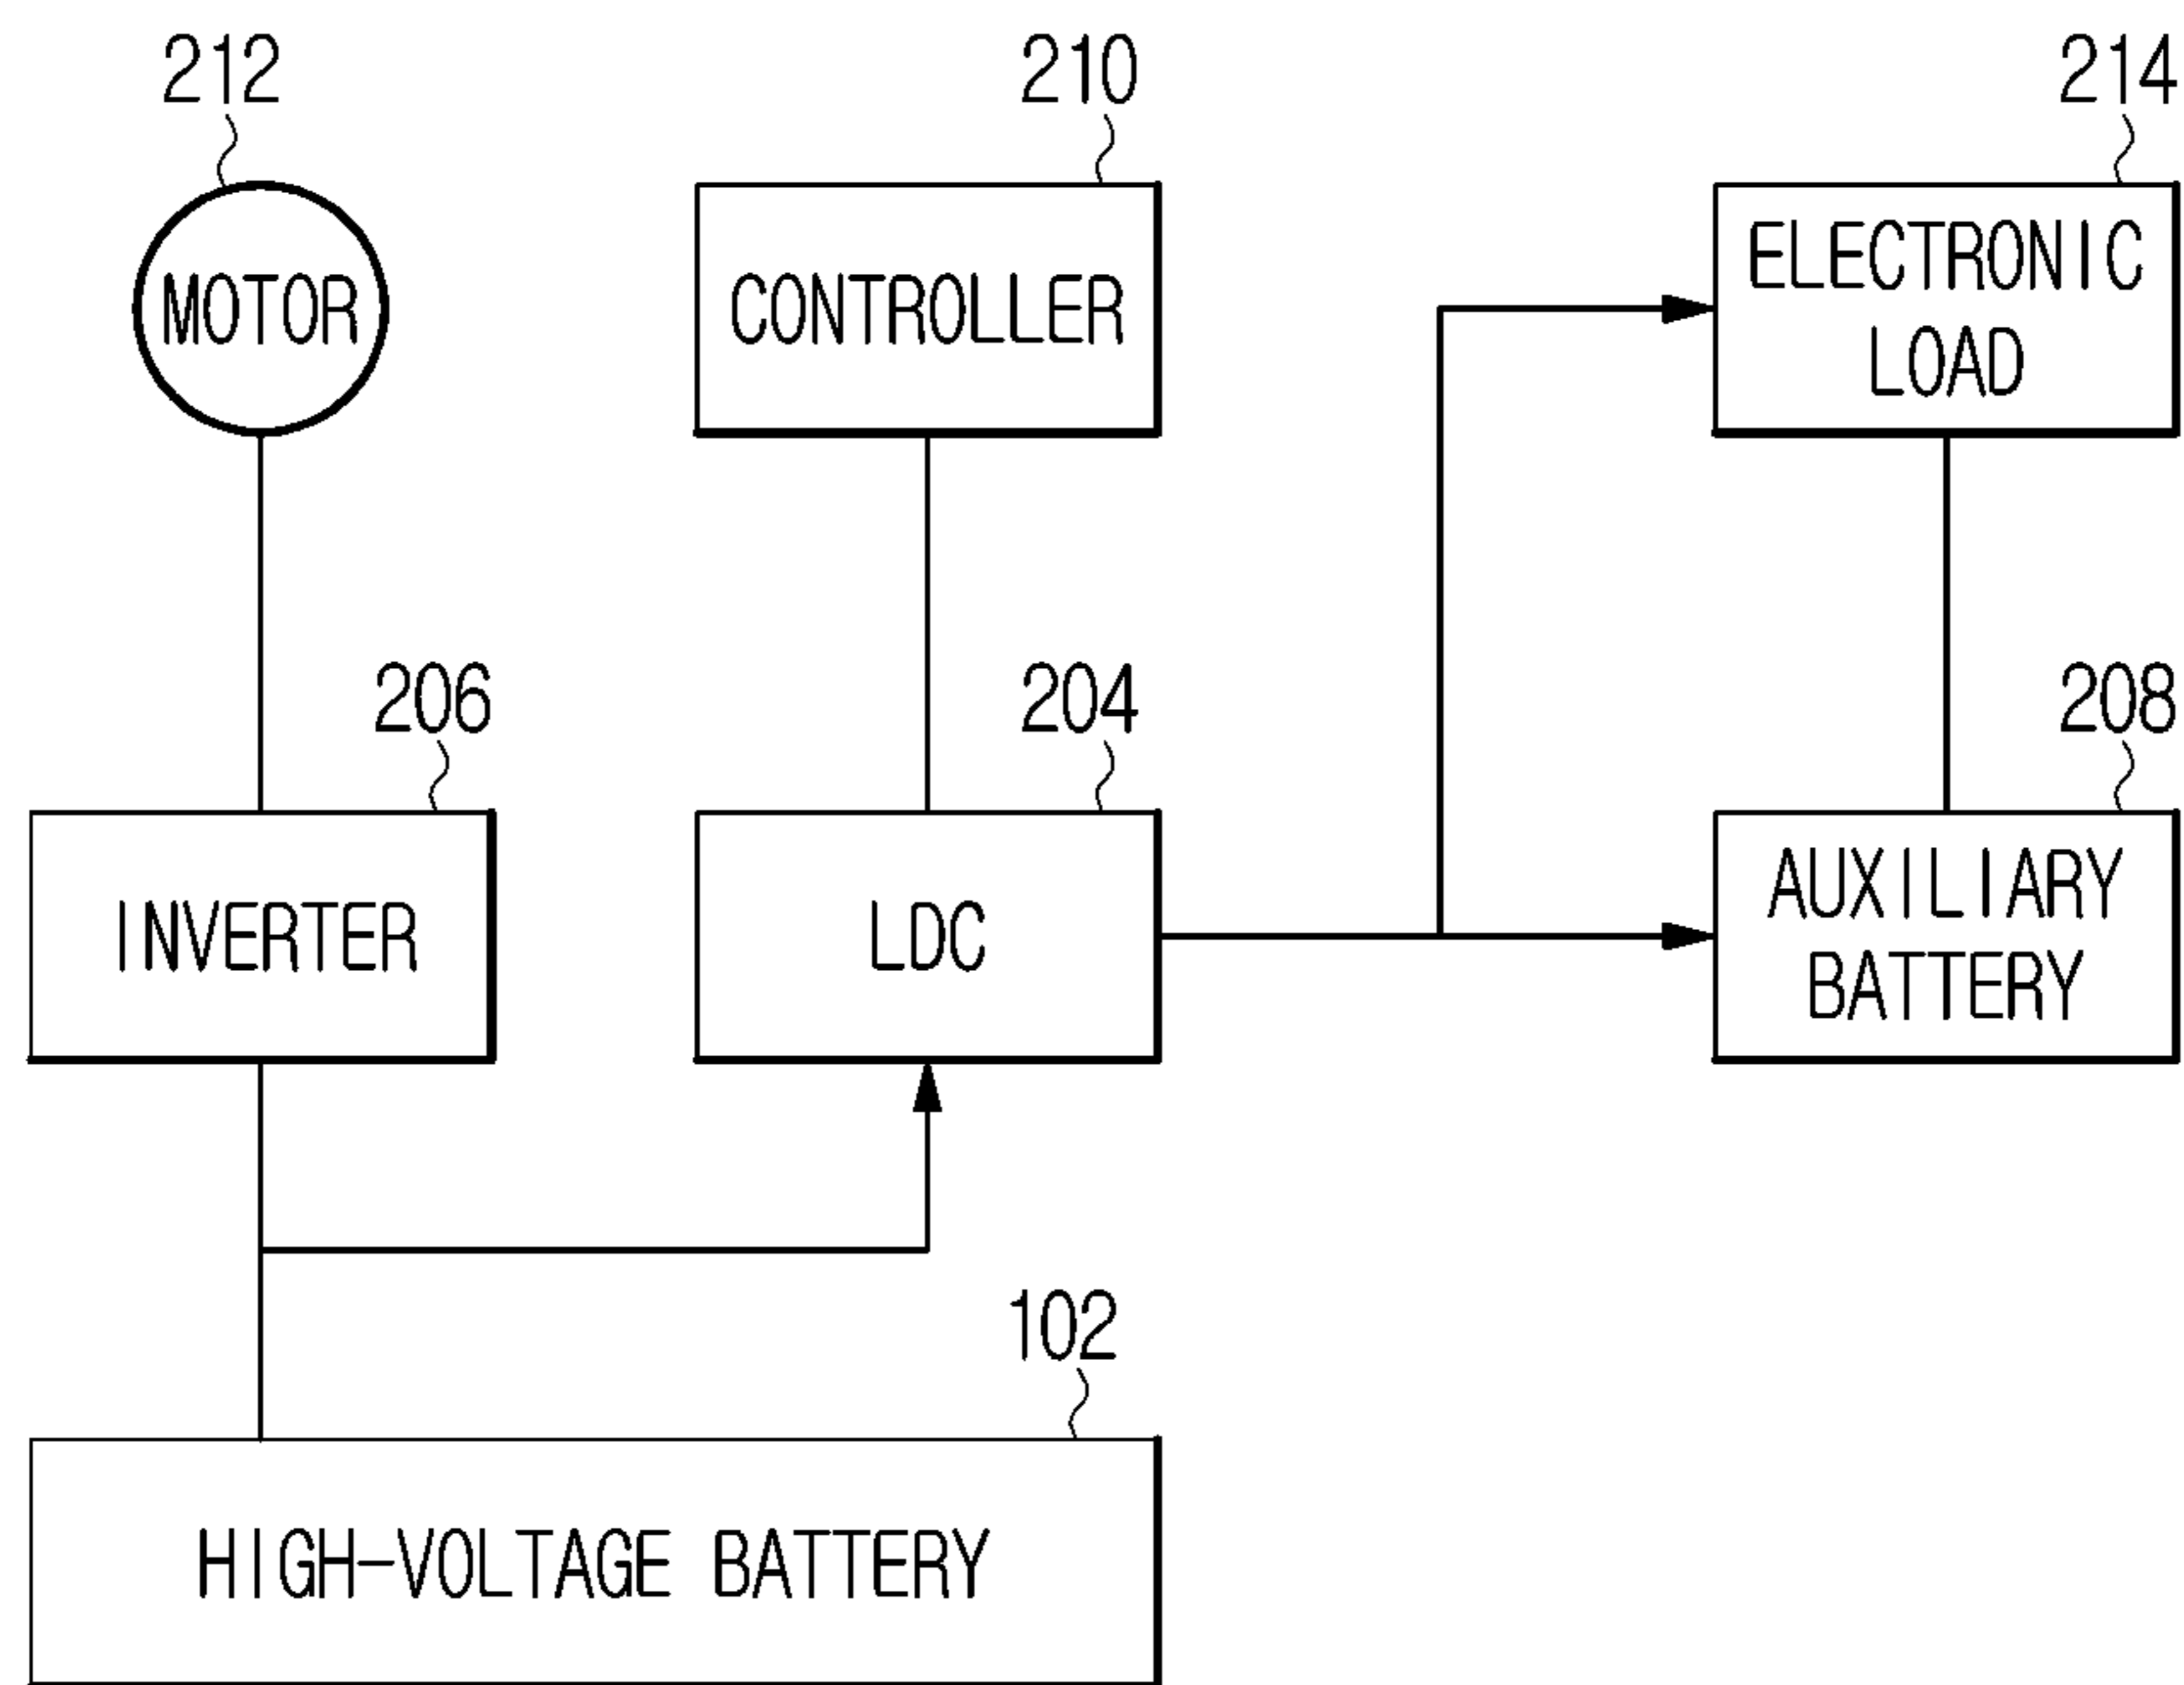 212
210
214
MOTOR
CONTROLLER
ELECTRONIC
LOAD
206
204
208
INVERTER
LDC
AUXILIARY
BATTERY
102
HIGH-VOLTAGE BATTERY